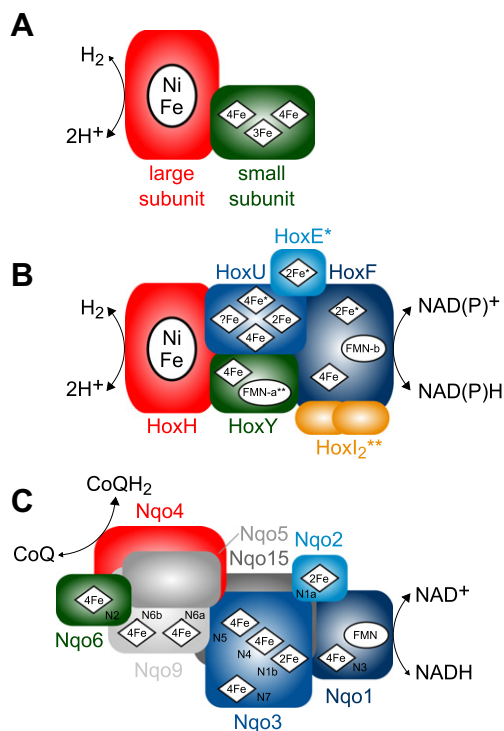 A
H2
Ni
Fe
4Fe
4Fe
3Fe
2H+
large
subunit
small
subunit
HoxE*
B
HoxU
2Fe*
HoxF
H2
4Fe*
2Fe*
NAD(P)+
?Fe
2Fe
Ni
Fe
4Fe
FMN-b
4Fe
4Fe
FMN-a**
2H+
NAD(P)H
HoxH
HoxY
HoxI2**
C
CoQH2
Nqo4
Nqo5
Nqo15
Nqo2
CoQ
2Fe
N1a
4Fe
N2
N6b
N6a
4Fe
4Fe
NAD+
N5
4Fe
N4
4Fe
FMN
Nqo6
Nqo9
N1b
2Fe
4Fe
N3
NADH
4Fe
N7
Nqo3
Nqo1